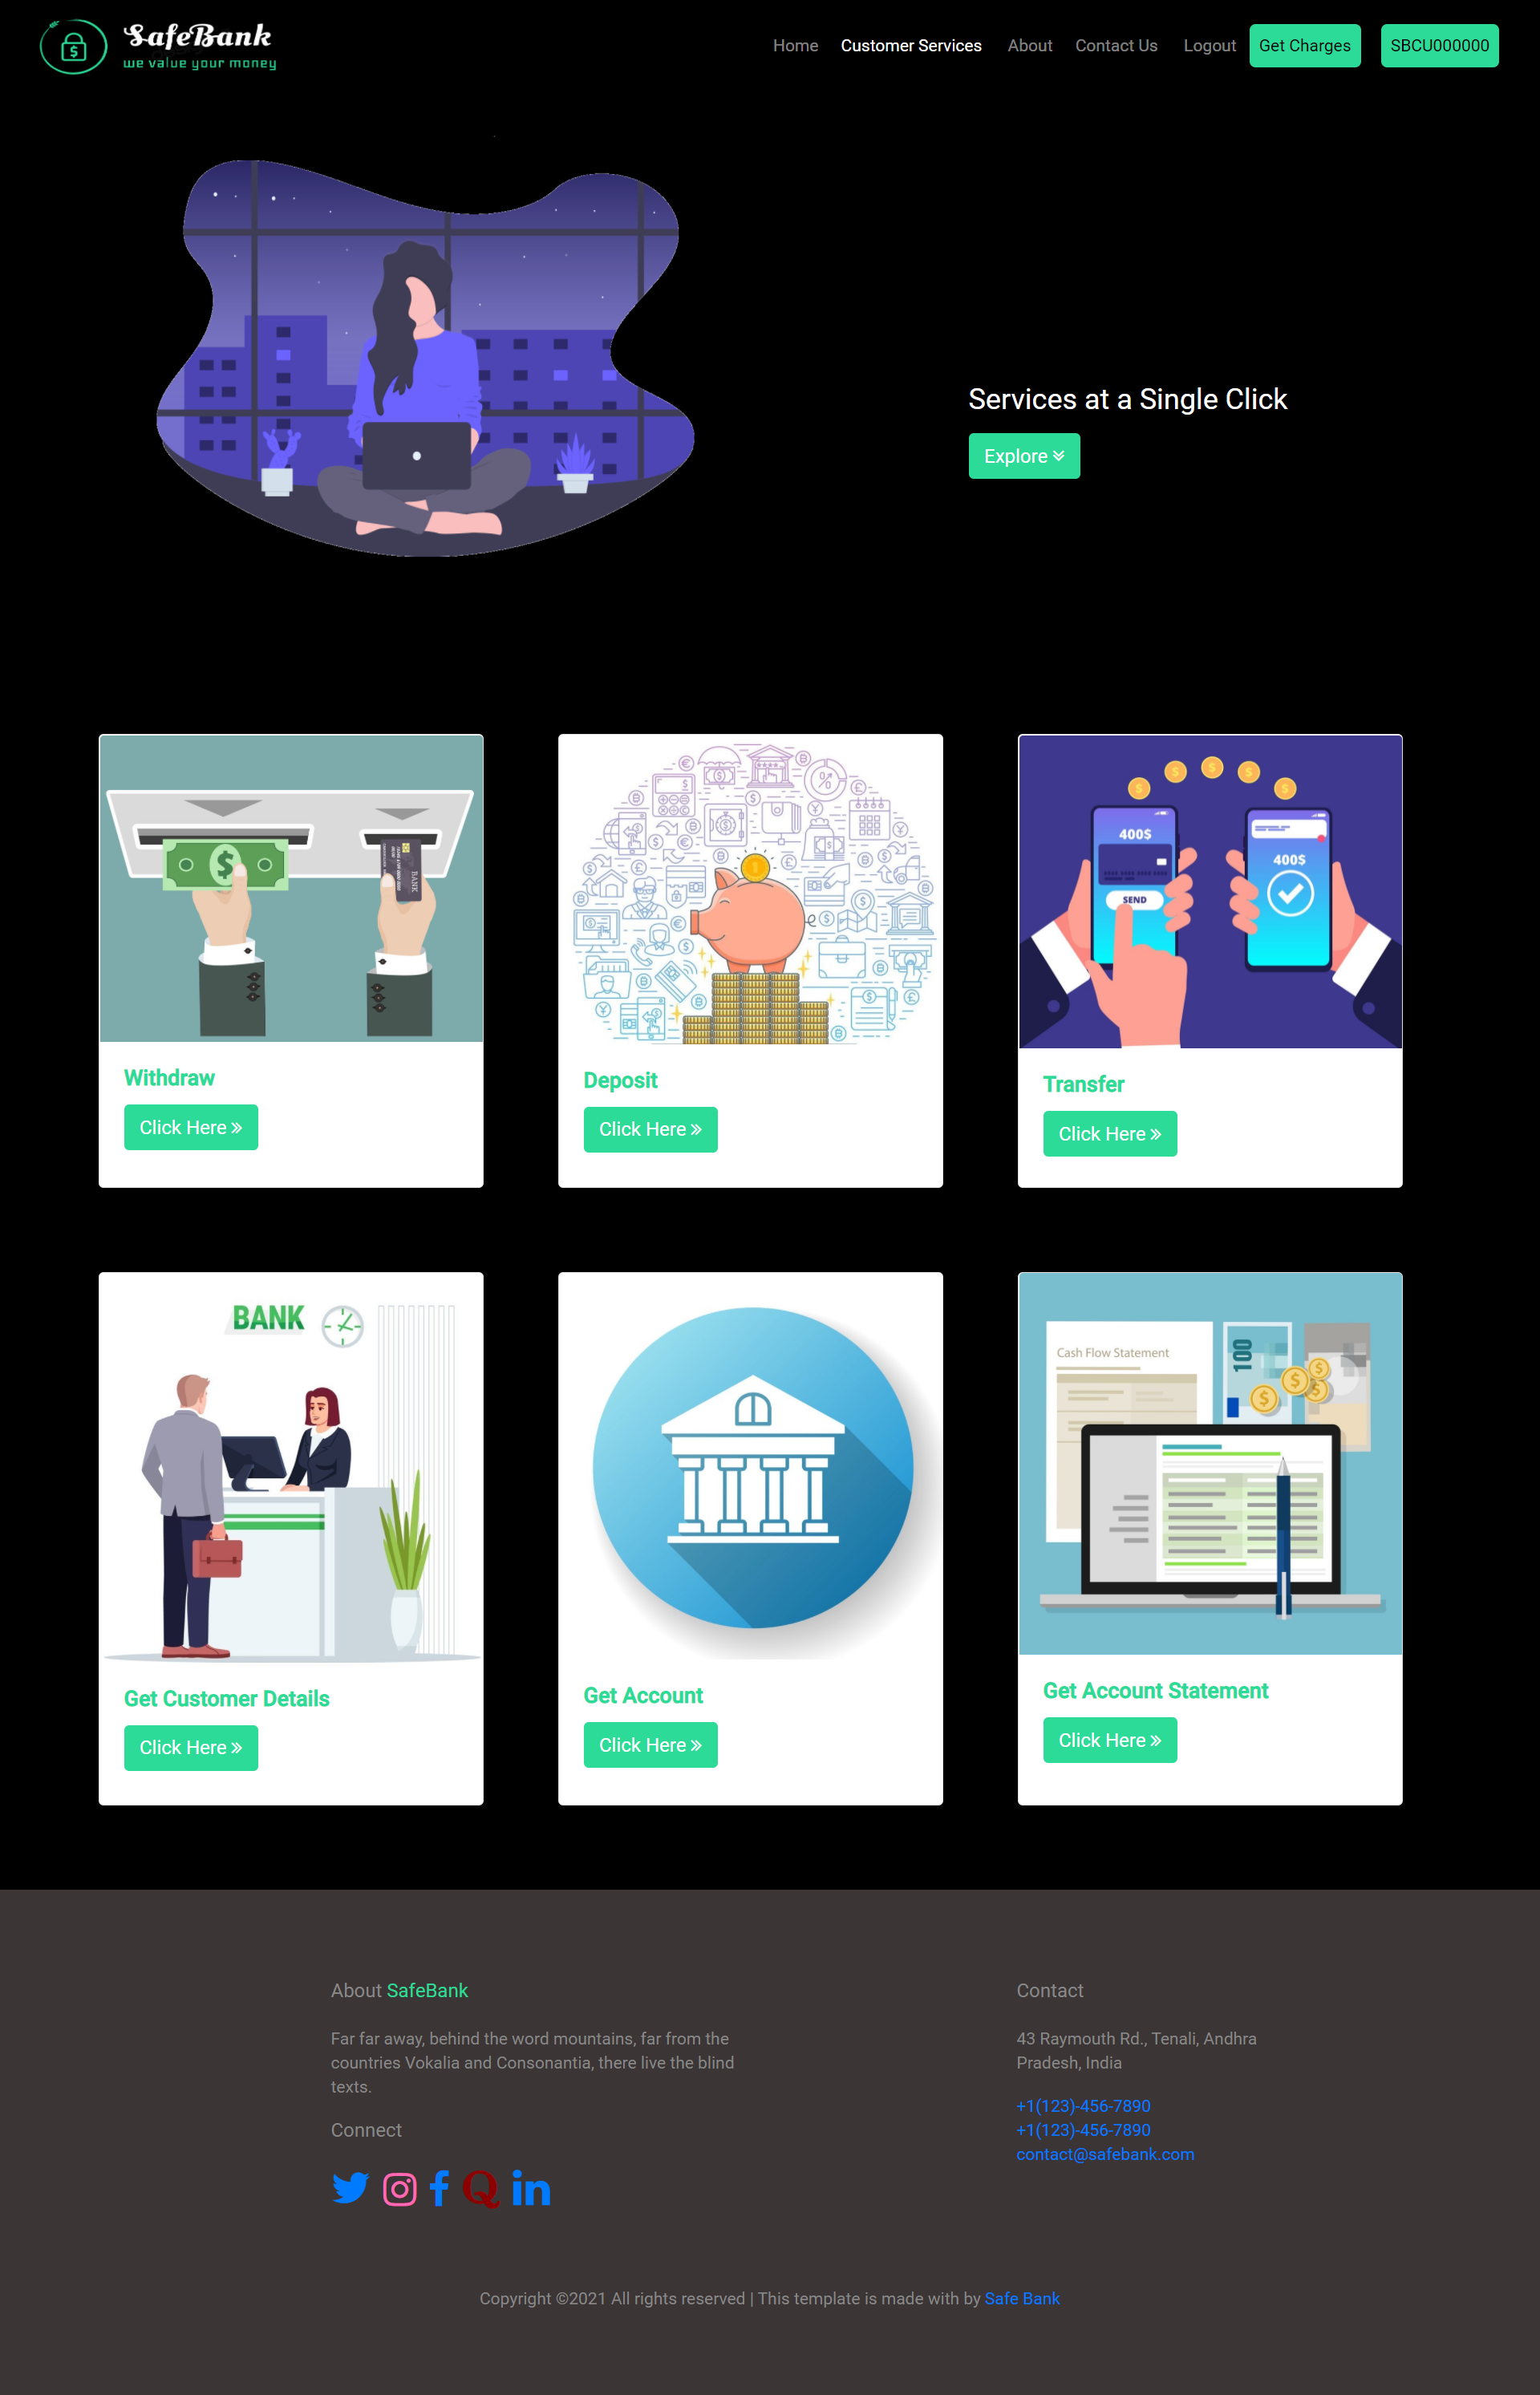 SafeBank
we value your money
Home
Customer Services
About
Contact Us
Logout
Get Charges
SBCU000000
Services at a Single Click
Explore
BANK
Withdraw
Click Here
Deposit
Click Here
400$
SEND
400$
Transfer
Click Here
BANK
Get Customer Details
Click Here
Get Account
Click Here
Cash Flow Statement
100
Get Account Statement
Click Here
About SafeBank
Far far away, behind the word mountains, far from the
countries Vokalia and Consonantia, there live the blind
texts.
Connect
Contact
43 Raymouth Rd., Tenali, Andhra
Pradesh, India
+1(123)-456-7890
+1(123)-456-7890
contact@safebank.com
Copyright ©2021 All rights reserved | This template is made with by Safe Bank